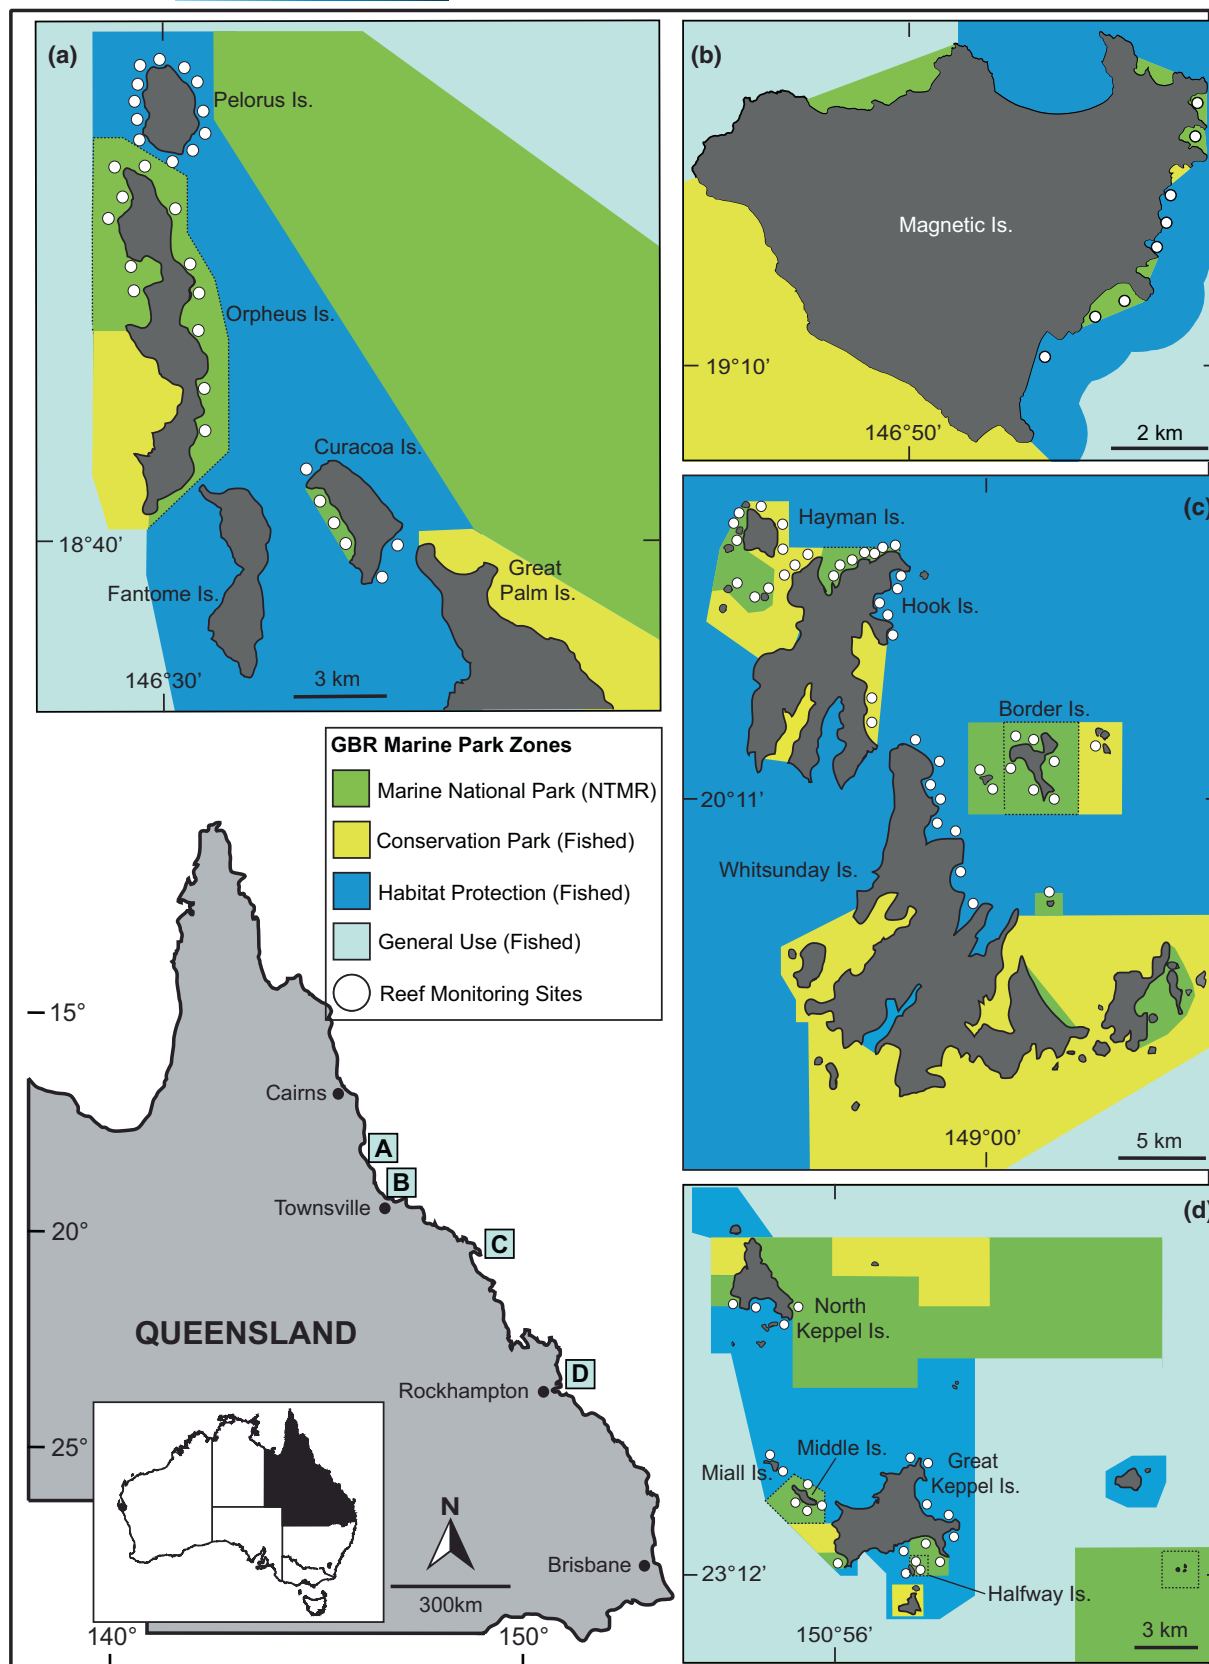 (a)
Pelorus Is.
Orpheus Is.
Curacoa Is.
18°40’
Fantome Is.
Great
Palm Is.
146°30’
3 km
(b)
Magnetic Is.
19°10’
146°50’
2 km
(c)
Hayman Is.
Hook Is.
Border Is.
20°11’
Whitsunday Is.
149°00’
5 km
(d)
North
Keppel Is.
Middle Is.
Miall Is.
Great
Keppel Is.
23°12’
Halfway Is.
150°56’
3 km
GBR Marine Park Zones
Marine National Park (NTMR)
Conservation Park (Fished)
Habitat Protection (Fished)
General Use (Fished)
Reef Monitoring Sites
15°
Cairns
A
B
Townsville
20°
C
QUEENSLAND
D
Rockhampton
25°
N
Brisbane
300km
140°
150°